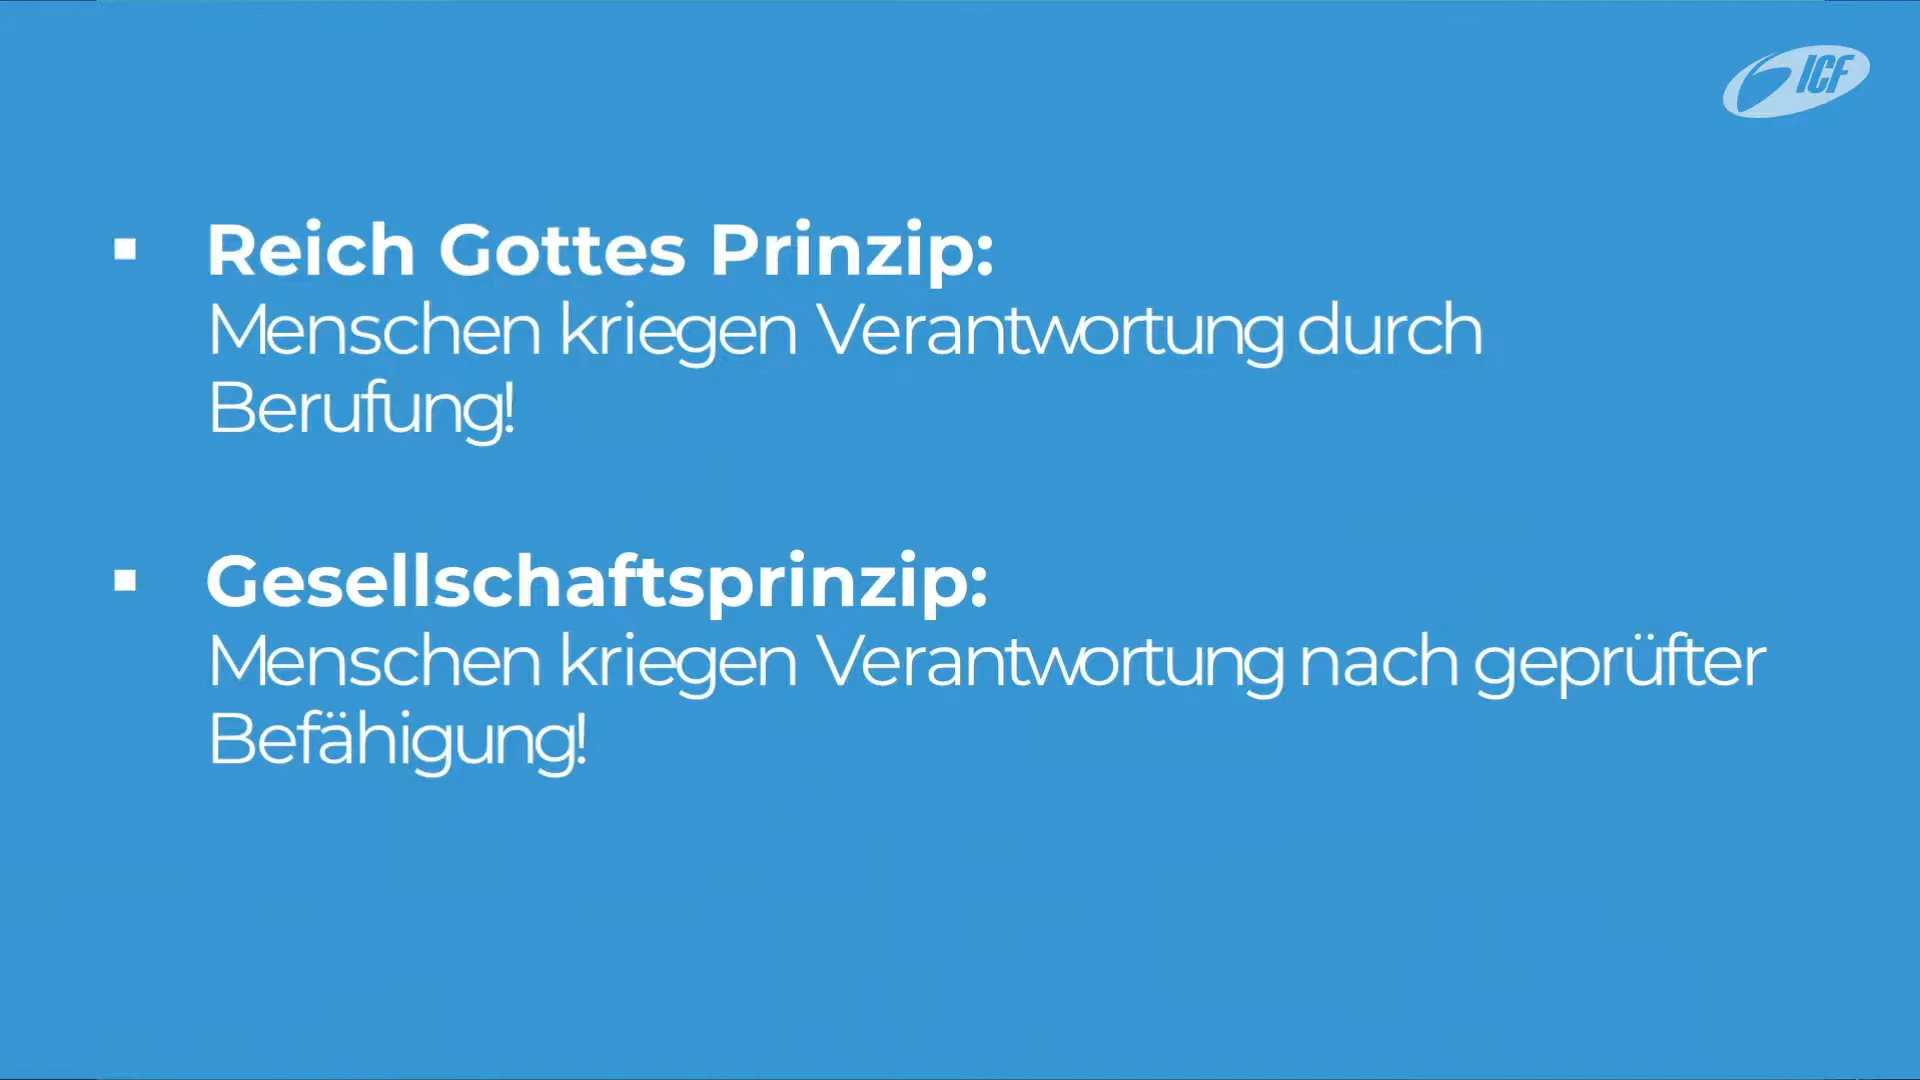 ICF
▪ Reich Gottes Prinzip:
Menschen kriegen Verantwortung durch
Berufung!
▪ Gesellschaftsprinzip:
Menschen kriegen Verantwortung nach geprüfter
Befähigung!